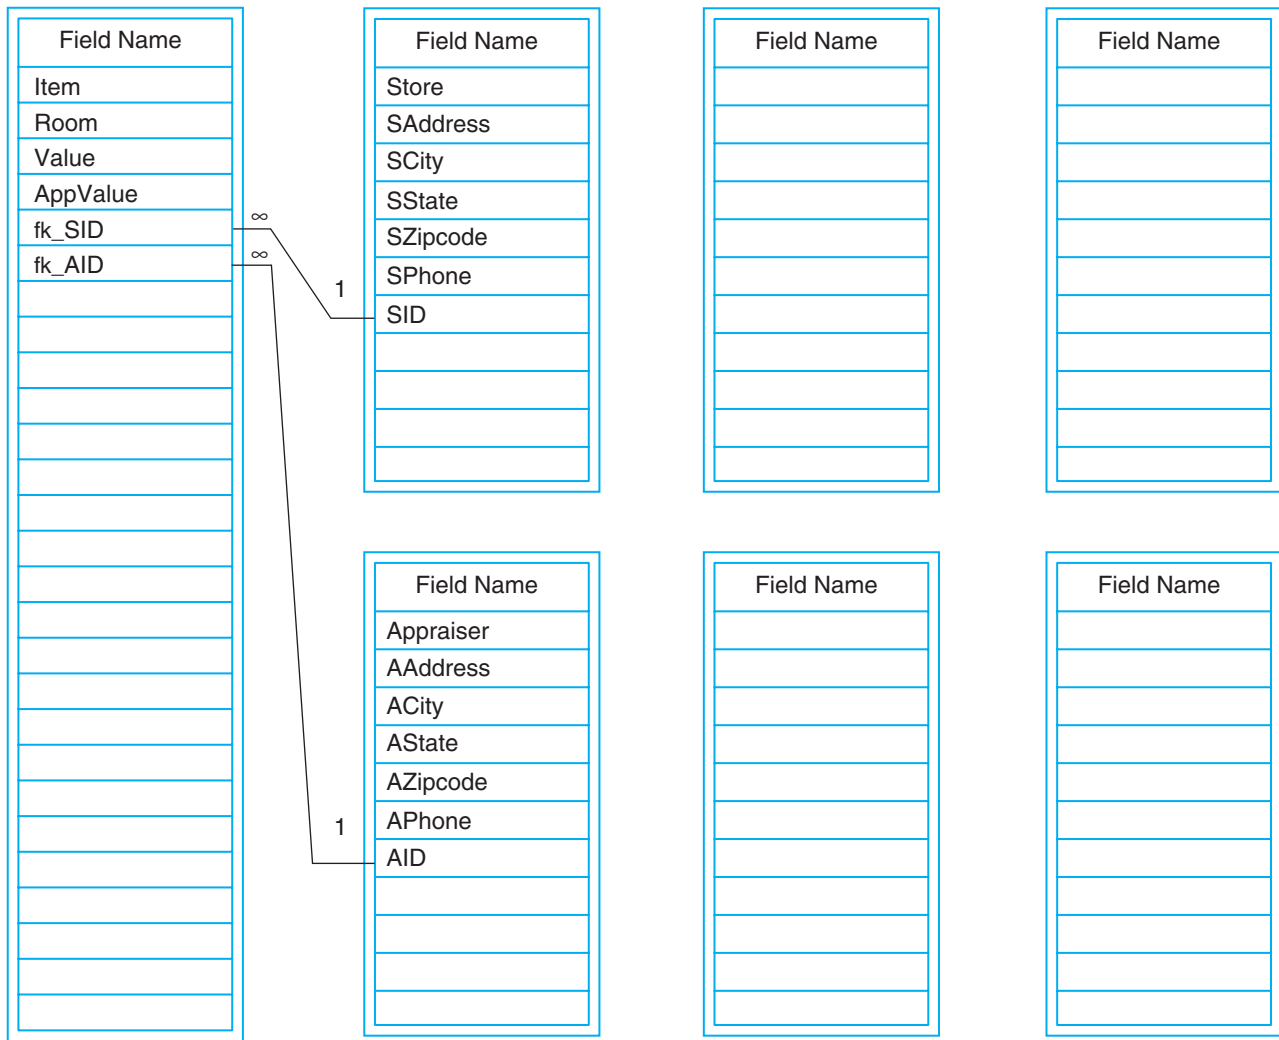 Field Name
Item
Room
Value
AppValue
fk_SID
fk_AID
∞
∞
1
1
Field Name
Store
SAddress
SCity
SState
SZipcode
SPhone
SID
Field Name
Field Name
Field Name
Appraiser
AAddress
ACity
AState
AZipcode
APhone
AID
Field Name
Field Name